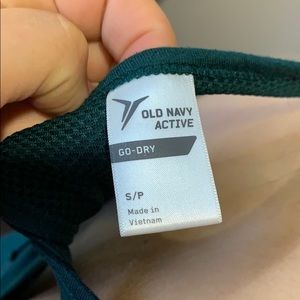 OLD NAVY
ACTIVE
GO-DRY
S/P
Made in
Vietnam